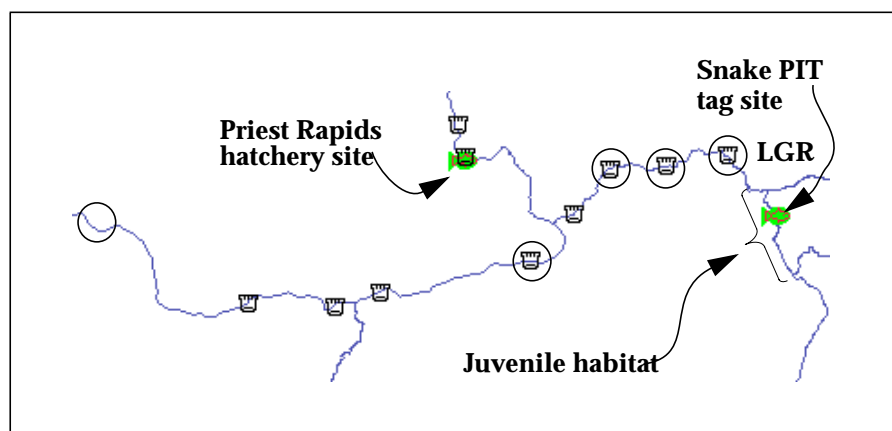 Snake PIT
tag site
Priest Rapids
hatchery site
LGR
Juvenile habitat